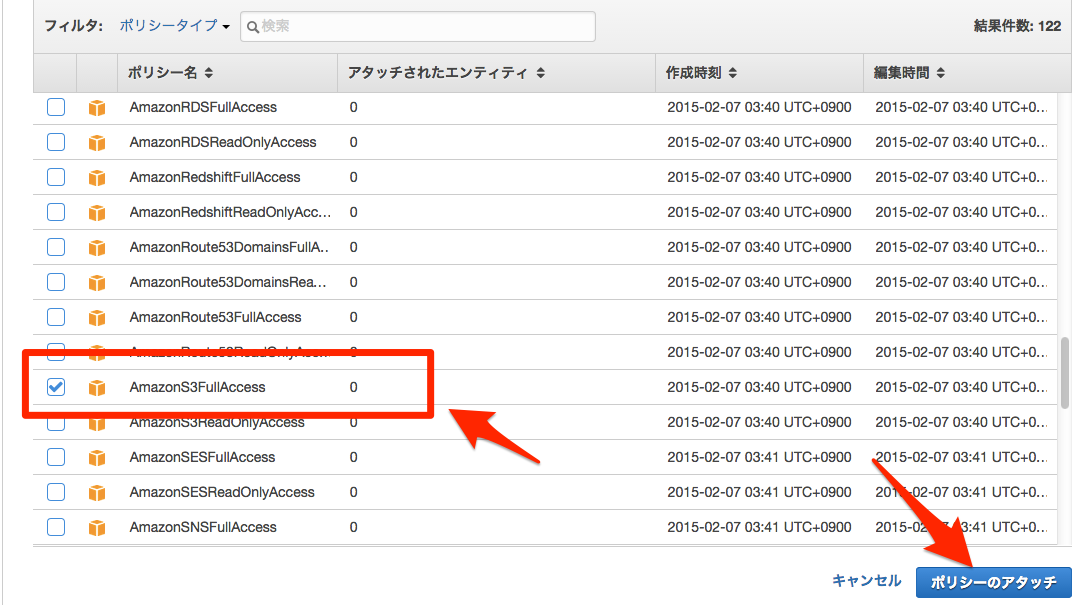 フィルタ: ポリシータイプ 検索 結果件数: 122
ポリシー名 アタッチされたエンティティ 作成時刻 編集時間
AmazonRDSFullAccess 0 2015-02-07 03:40 UTC+0900 2015-02-07 03:40 UTC+0...
AmazonRDSReadOnlyAccess 0 2015-02-07 03:40 UTC+0900 2015-02-07 03:40 UTC+0...
AmazonRedshiftFullAccess 0 2015-02-07 03:40 UTC+0900 2015-02-07 03:40 UTC+0...
AmazonRedshiftReadOnlyAcc... 0 2015-02-07 03:40 UTC+0900 2015-02-07 03:40 UTC+0...
AmazonRoute53DomainsFullA.. 0 2015-02-07 03:40 UTC+0900 2015-02-07 03:40 UTC+0...
AmazonRoute53DomainsRea... 0 2015-02-07 03:40 UTC+0900 2015-02-07 03:40 UTC+0...
AmazonRoute53FullAccess 0 2015-02-07 03:40 UTC+0900 2015-02-07 03:40 UTC+0...
AmazonRoute53ReadOnlyAcc... 0 2015-02-07 03:40 UTC+0900 2015-02-07 03:40 UTC+0...
AmazonS3FullAccess 0 2015-02-07 03:40 UTC+0900 2015-02-07 03:40 UTC+0...
AmazonS3ReadOnlyAccess 0 2015-02-07 03:40 UTC+0900 2015-02-07 03:40 UTC+0...
AmazonSESFullAccess 0 2015-02-07 03:41 UTC+0900 2015-02-07 03:41 UTC+0...
AmazonSESReadOnlyAccess 0 2015-02-07 03:41 UTC+0900 03:41 UTC+0...
AmazonSNSFullAccess 0 2015-02-07 03:41 UTC+0900 UTC+0...
キャンセル ポリシーのアタッチ